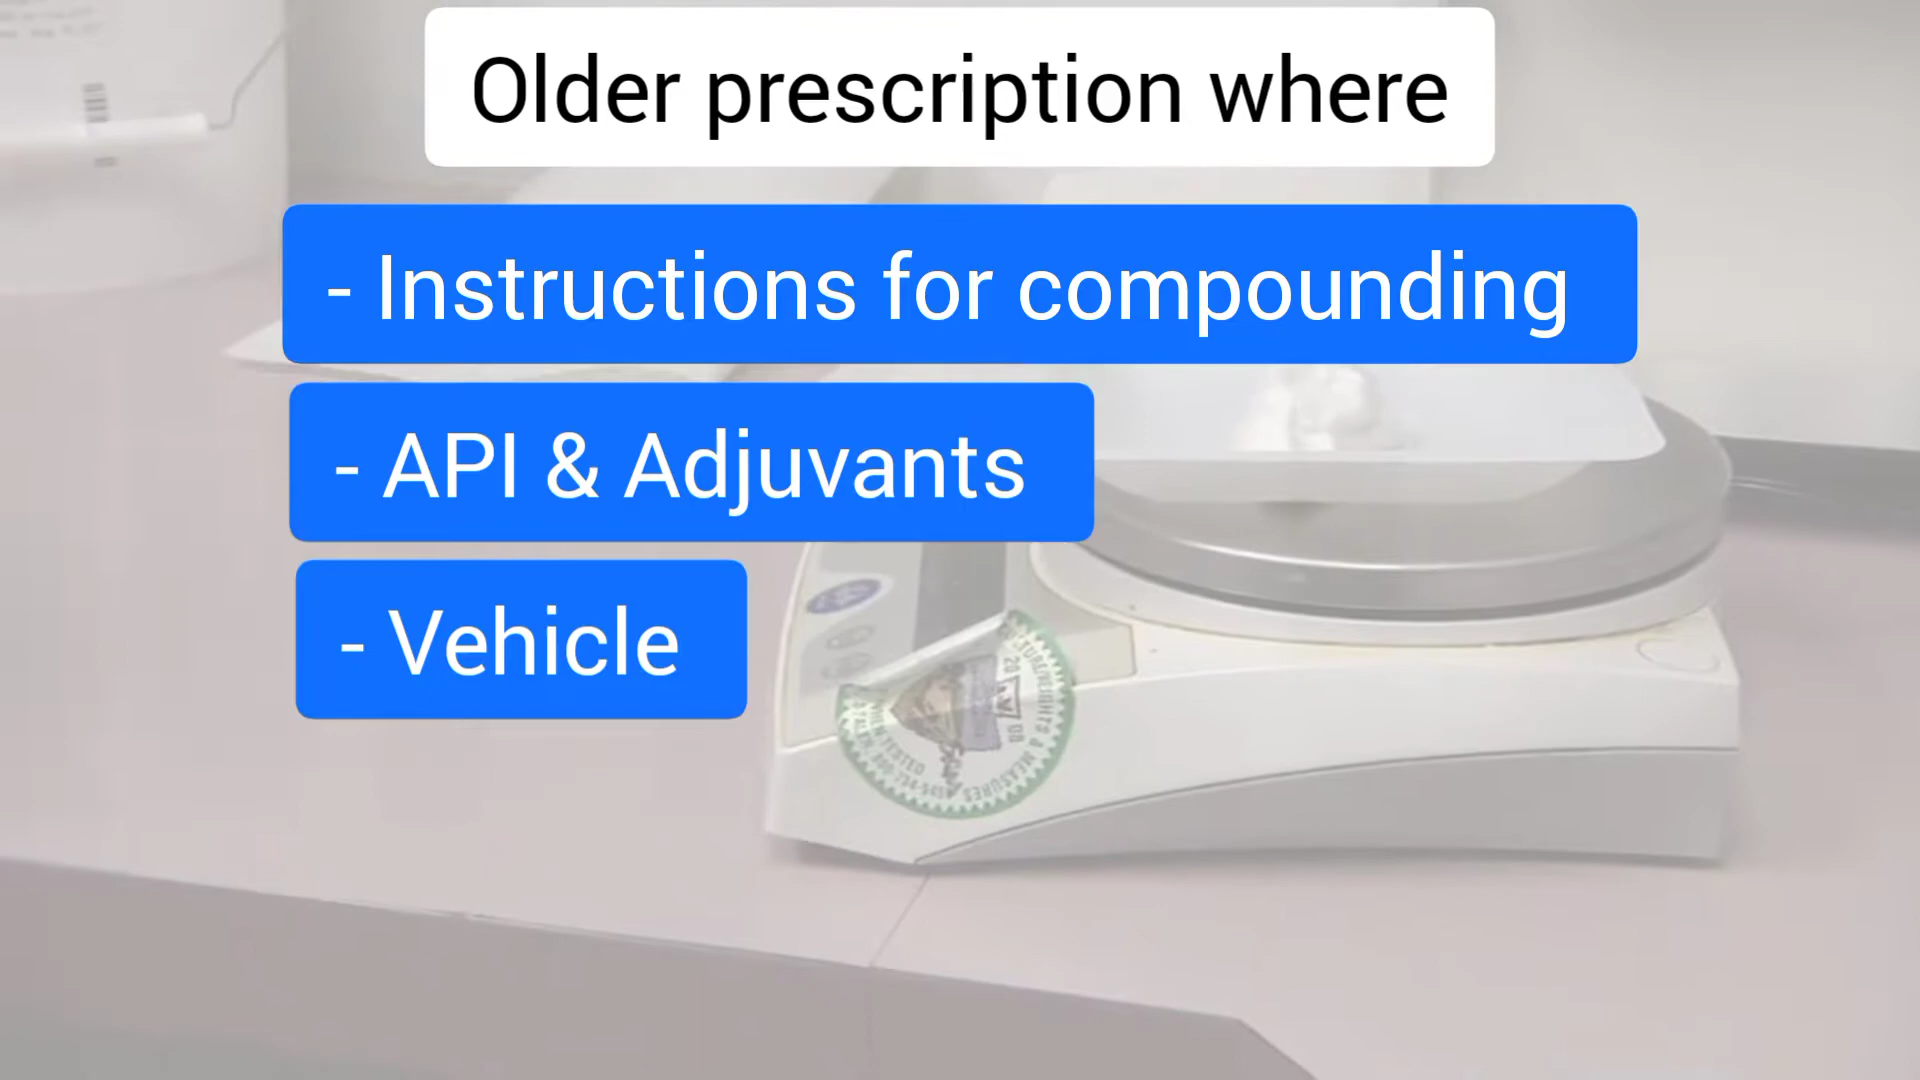 Older prescription where
- Instructions for compounding
- API & Adjuvants
- Vehicle